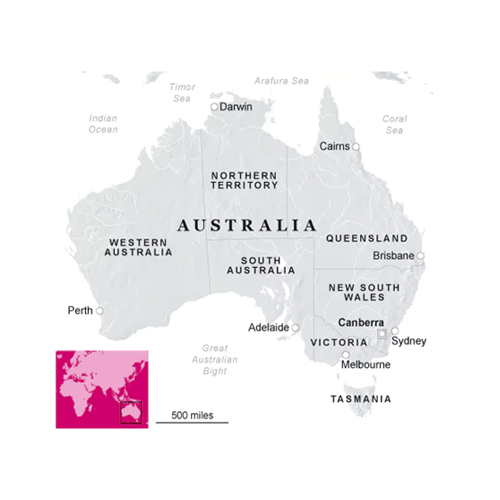 Arafura Sea
Timor
Sea
Darwin
Indian
Ocean
Coral
Sea
Cairns
NORTHERN
TERRITORY
AUSTRALIA
WESTERN
AUSTRALIA
QUEENSLAND
Brisbane
SOUTH
AUSTRALIA
NEW SOUTH
WALES
Perth
Canberra
Adelaide
Sydney
VICTORIA
Great
Australian
Bight
Melbourne
TASMANIA
500 miles